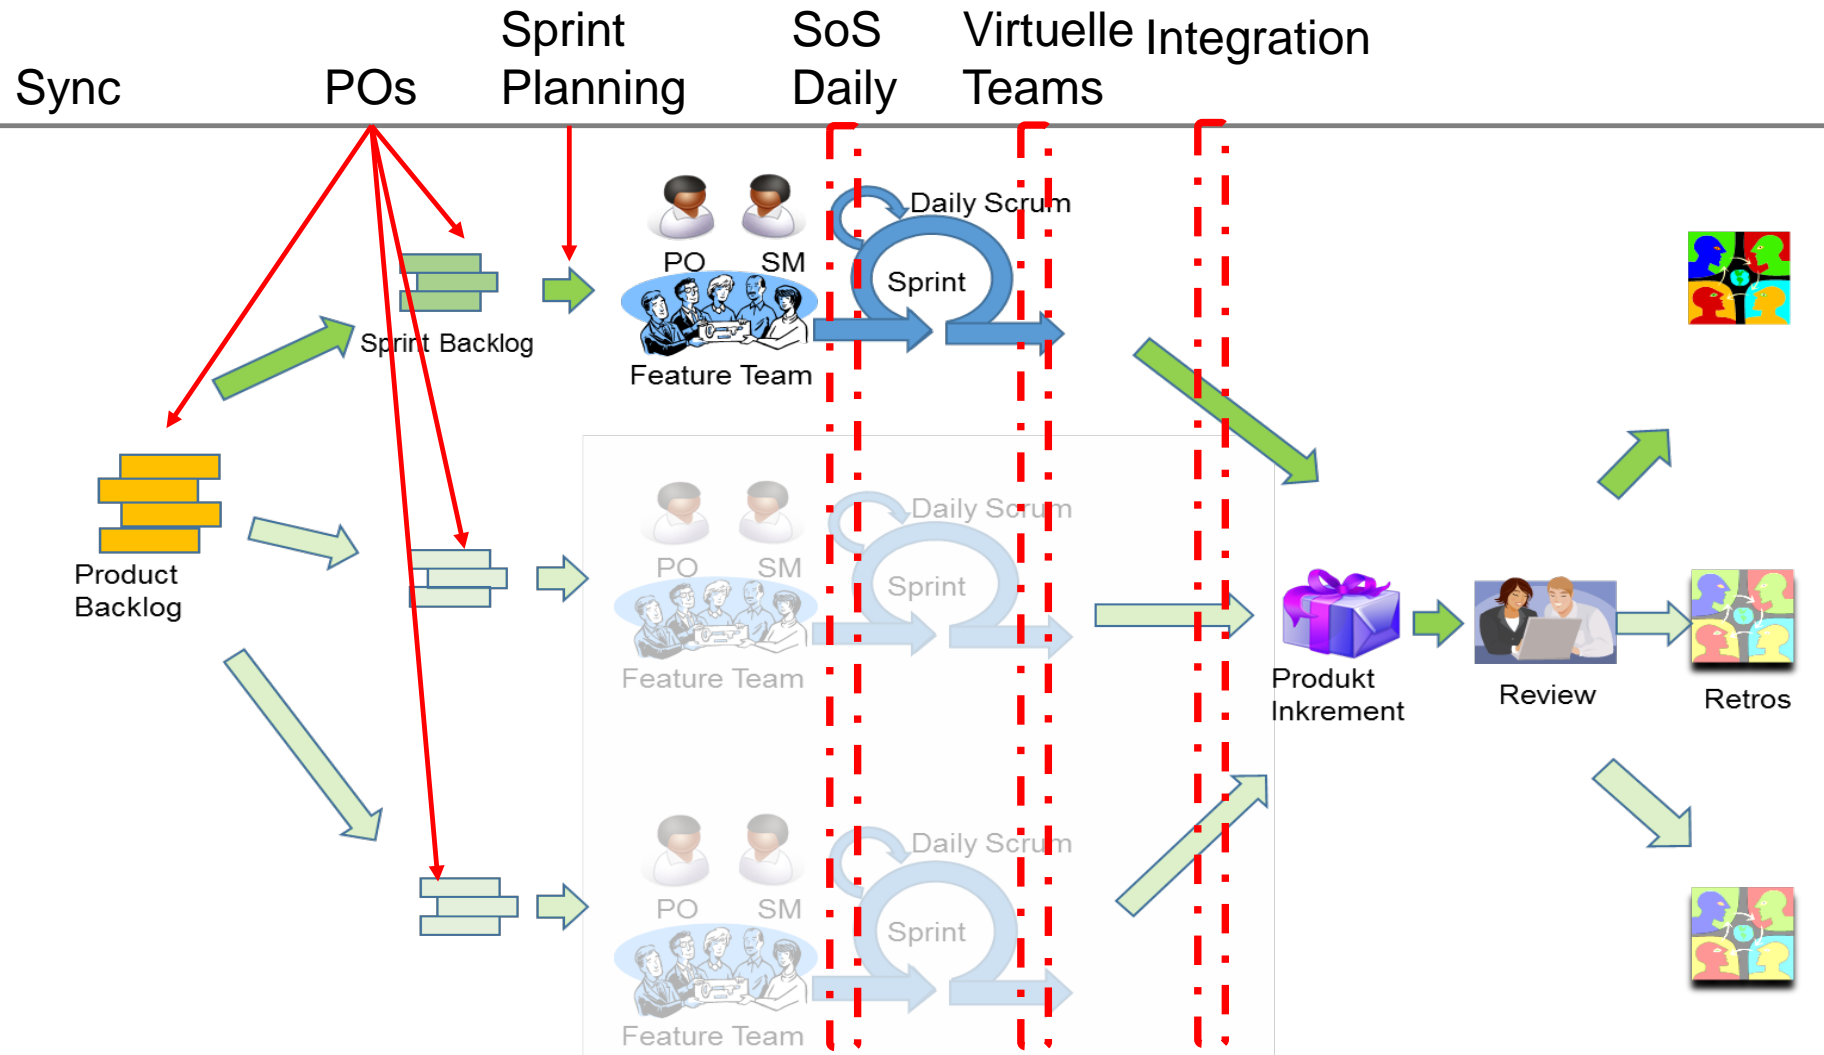 Sync
POs
Sprint
Planning
SoS
Daily
Virtuelle
Teams
Integration
Daily Scrum
PO
SM
Sprint
Sprint Backlog
Feature Team
Product
Backlog
Daily Scrum
PO
SM
Sprint
Feature Team
Produkt
Inkrement
Review
Retros
Daily Scrum
PO
SM
Sprint
Feature Team